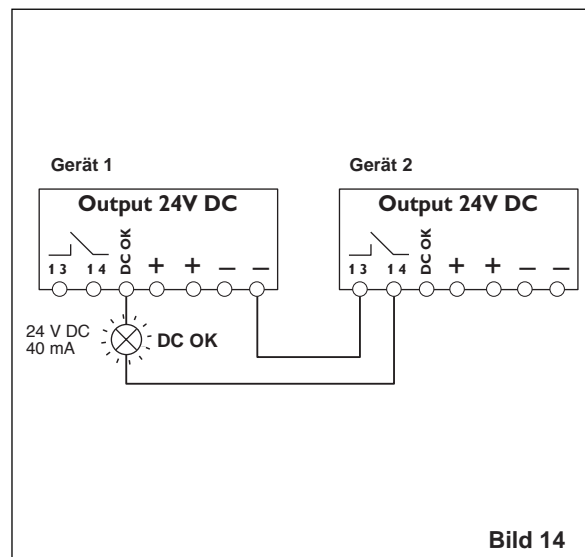 Gerät 1
Gerät 2
Output 24V DC
Output 24V DC
13 14 DC OK + + – –
13 14 DC OK + + – –
24 V DC
40 mA
DC OK
Bild 14